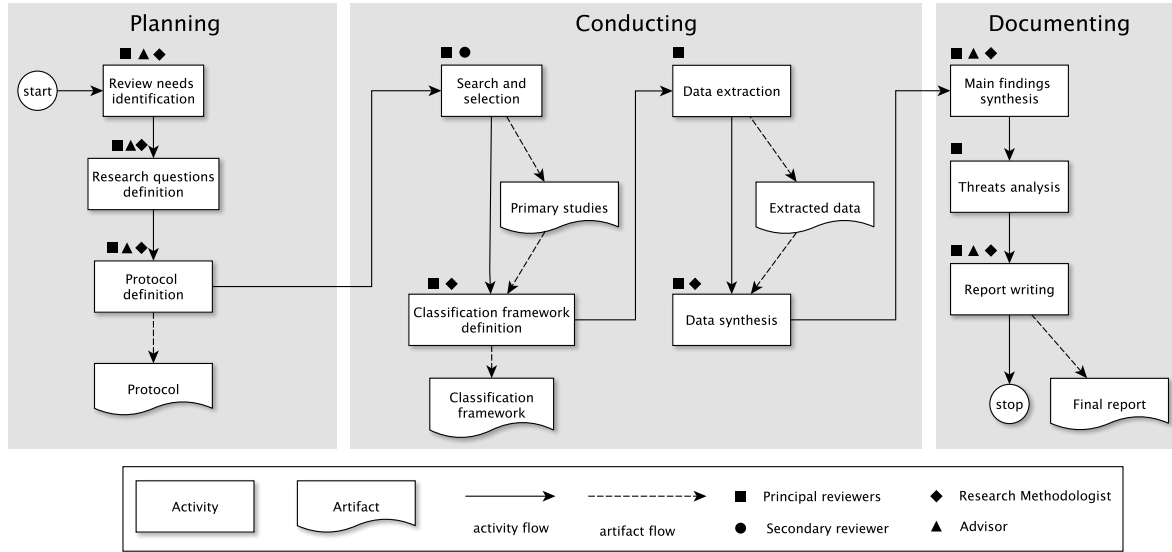 Planning
start
Review needs
identification
Research questions
definition
Protocol
definition
Protocol
Conducting
Search and
selection
Primary studies
Classification framework
definition
Classification
framework
Data extraction
Extracted data
Data synthesis
Documenting
Main findings
synthesis
Threats analysis
Report writing
stop
Final report
Activity
Artifact
activity flow
artifact flow
Principal reviewers
Secondary reviewer
Research Methodologist
Advisor